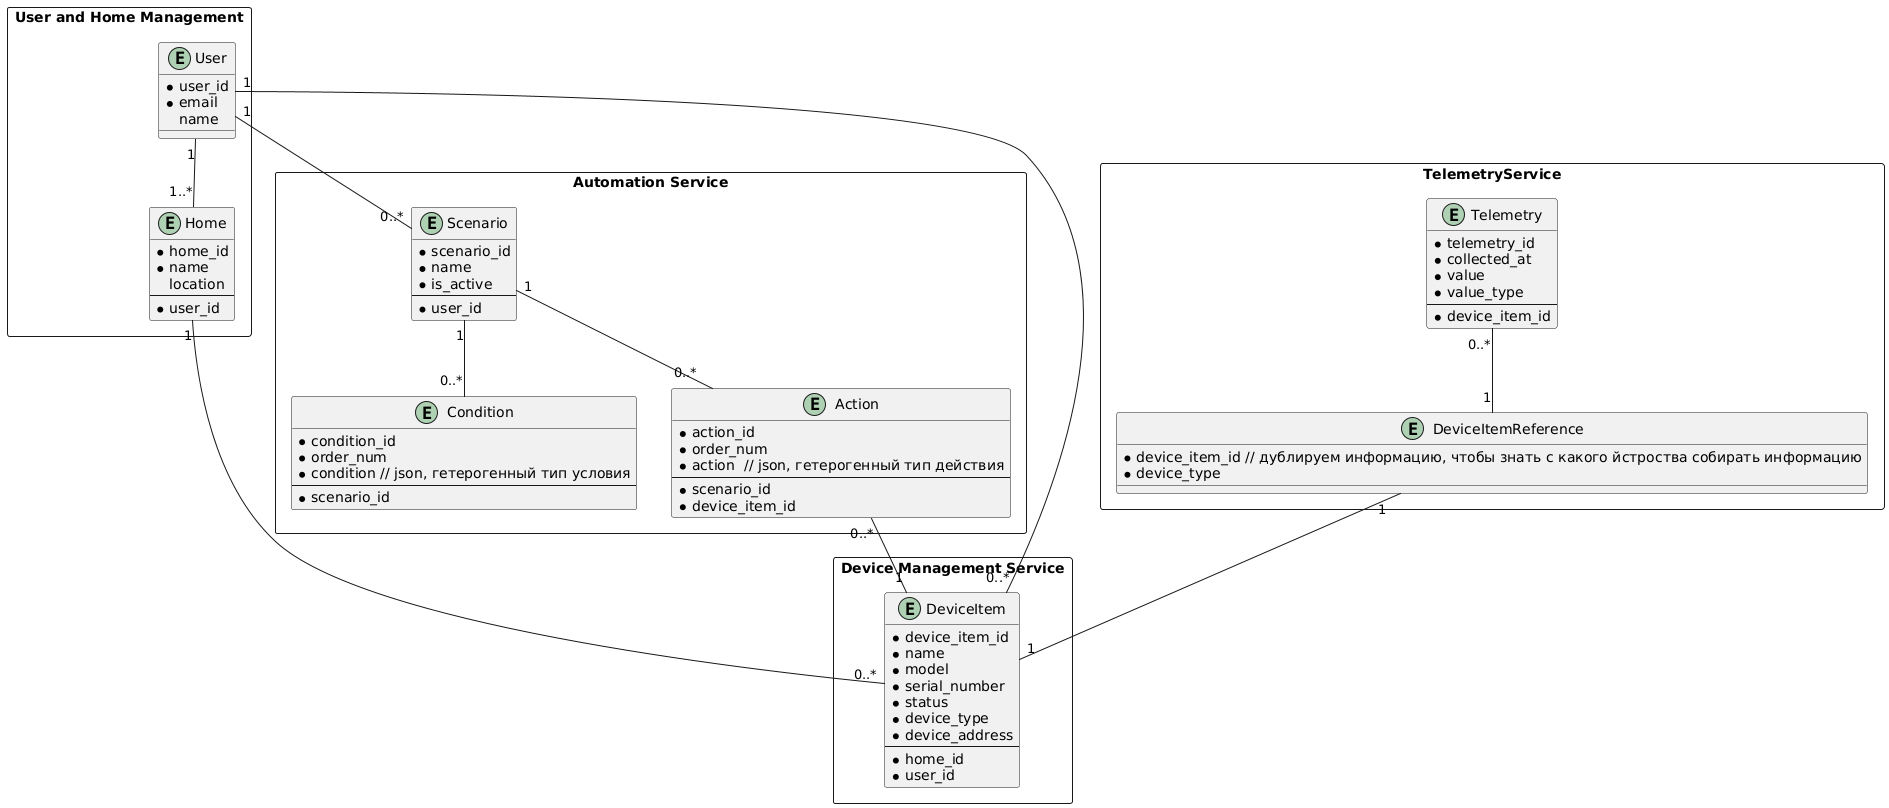 User and Home Management
E User
* user_id
* email
name
1
1
1
1..*
E Home
* home_id
* name
location
* user_id
1
Automation Service
0..*
E Scenario
* scenario_id
* name
* is_active
* user_id
1
1
0..*
0..*
E Condition
* condition_id
* order_num
* condition // json, гетерогенный тип условия
* scenario_id
E Action
* action_id
* order_num
* action // json, гетерогенный тип действия
* scenario_id
* device_item_id
0..*
TelemetryService
E Telemetry
* telemetry_id
* collected_at
* value
* value_type
* device_item_id
0..*
1
E DeviceItemReference
* device_item_id // дублируем информацию, чтобы знать с какого йстроства собирать информацию
* device_type
1
Device Management Service
1
0..*
E DeviceItem
* device_item_id
* name
* model
* serial_number
* status
* device_type
* device_address
* home_id
* user_id
1
0..*